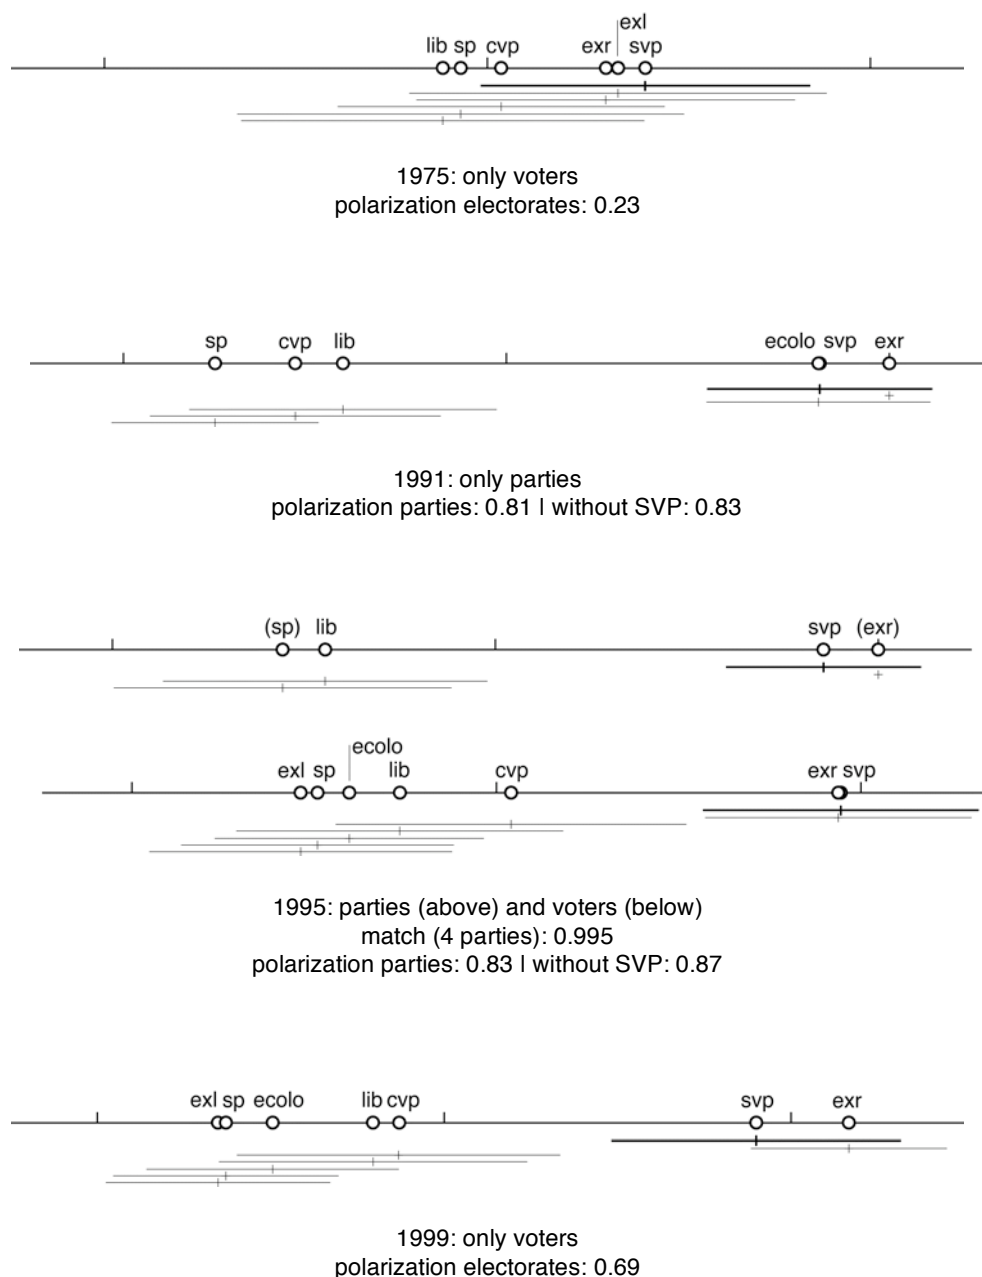 exl
lib sp cvp exr svp
1975: only voters
polarization electorates: 0.23
sp cvp lib ecolo svp exr
1991: only parties
polarization parties: 0.81 | without SVP: 0.83
(sp) lib svp (exr)
ecolo
exl sp lib cvp exr svp
1995: parties (above) and voters (below)
match (4 parties): 0.995
polarization parties: 0.83 | without SVP: 0.87
exl sp ecolo lib cvp svp exr
1999: only voters
polarization electorates: 0.69